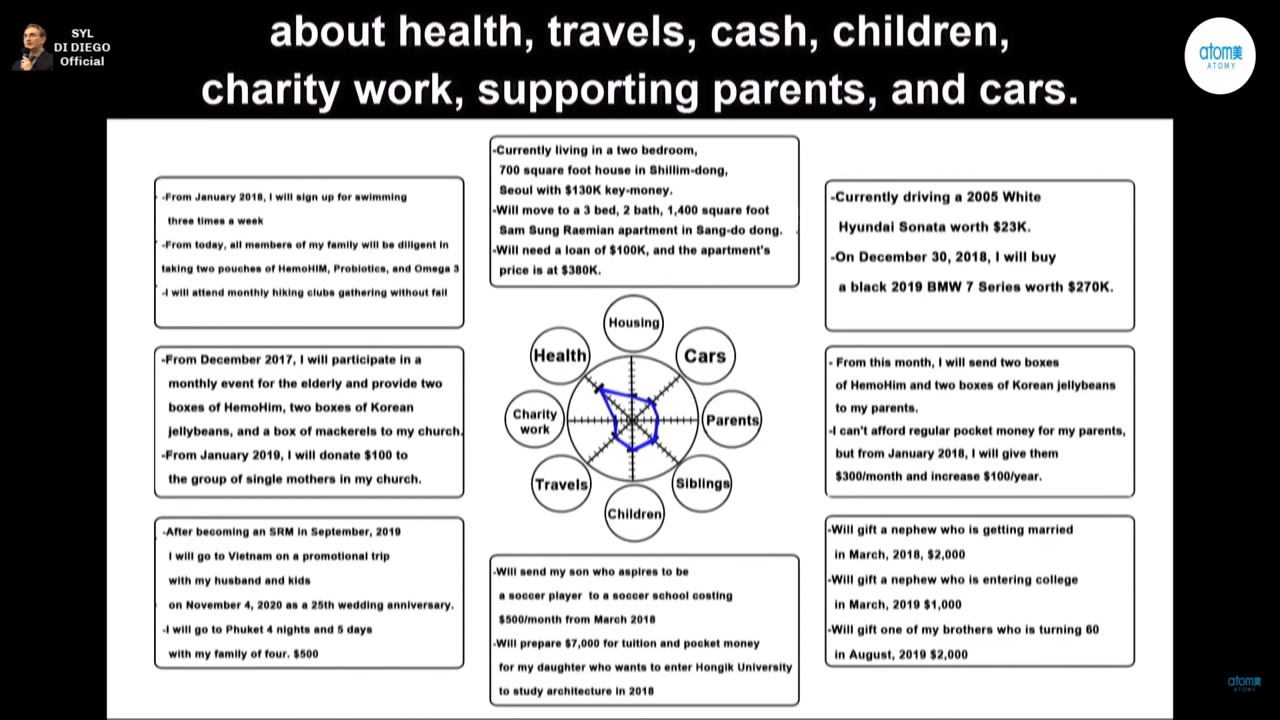 SYL
DI DIEGO
Official
about health, travels, cash, children,
charity work, supporting parents, and cars.
atom美
ATOMY
-From January 2018, I will sign up for swimming
three times a week
-From today, all members of my family will be diligent in
taking two pouches of HemoHIM, Probiotics, and Omega 3
-I will attend monthly hiking clubs gathering without fail
-Currently living in a two bedroom,
700 square foot house in Shillim-dong,
Seoul with $130K key-money.
-Will move to a 3 bed, 2 bath, 1,400 square foot
Sam Sung Raemian apartment in Sang-do dong.
-Will need a loan of $100K, and the apartment's
price is at $380K.
-Currently driving a 2005 White
Hyundai Sonata worth $23K.
-On December 30, 2018, I will buy
a black 2019 BMW 7 Series worth $270K.
-From December 2017, I will participate in a
monthly event for the elderly and provide two
boxes of HemoHim, two boxes of Korean
jellybeans, and a box of mackerels to my church.
-From January 2019, I will donate $100 to
the group of single mothers in my church.
Housing
Health
Cars
Charity
work
Parents
Travels
Siblings
Children
- From this month, I will send two boxes
of HemoHim and two boxes of Korean jellybeans
to my parents.
-I can't afford regular pocket money for my parents,
but from January 2018, I will give them
$300/month and increase $100/year.
-After becoming an SRM in September, 2019
I will go to Vietnam on a promotional trip
with my husband and kids
on November 4, 2020 as a 25th wedding anniversary.
-I will go to Phuket 4 nights and 5 days
with my family of four. $500
-Will send my son who aspires to be
a soccer player to a soccer school costing
$500/month from March 2018
-Will prepare $7,000 for tuition and pocket money
for my daughter who wants to enter Hongik University
to study architecture in 2018
-Will gift a nephew who is getting married
in March, 2018, $2,000
-Will gift a nephew who is entering college
in March, 2019 $1,000
-Will gift one of my brothers who is turning 60
in August, 2019 $2,000
atom美
ATOMY